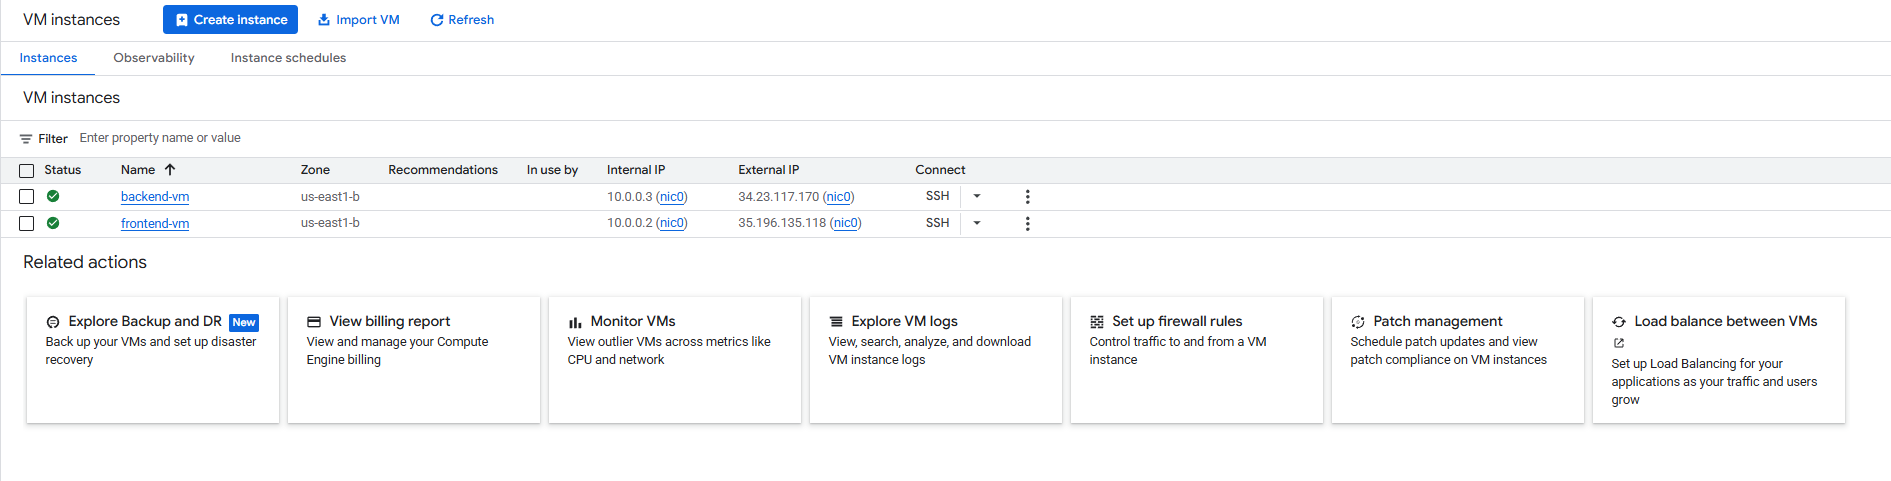 VM instances Create instance Import VM Refresh
Instances Observability Instance schedules
VM instances
Filter Enter property name or value
Status Name Zone Recommendations In use by Internal IP External IP Connect
backend-vm us-east1-b 10.0.0.3 (nic0) 34.23.117.170 (nic0) SSH
frontend-vm us-east1-b 10.0.0.2 (nic0) 35.196.135.118 (nic0) SSH
Related actions
Explore Backup and DR New
Back up your VMs and set up disaster
recovery
View billing report
View and manage your Compute
Engine billing
Monitor VMs
View outlier VMs across metrics like
CPU and network
Explore VM logs
View, search, analyze, and download
VM instance logs
Set up firewall rules
Control traffic to and from a VM
instance
Patch management
Schedule patch updates and view
patch compliance on VM instances
Load balance between VMs
Set up Load Balancing for your
applications as your traffic and users
grow